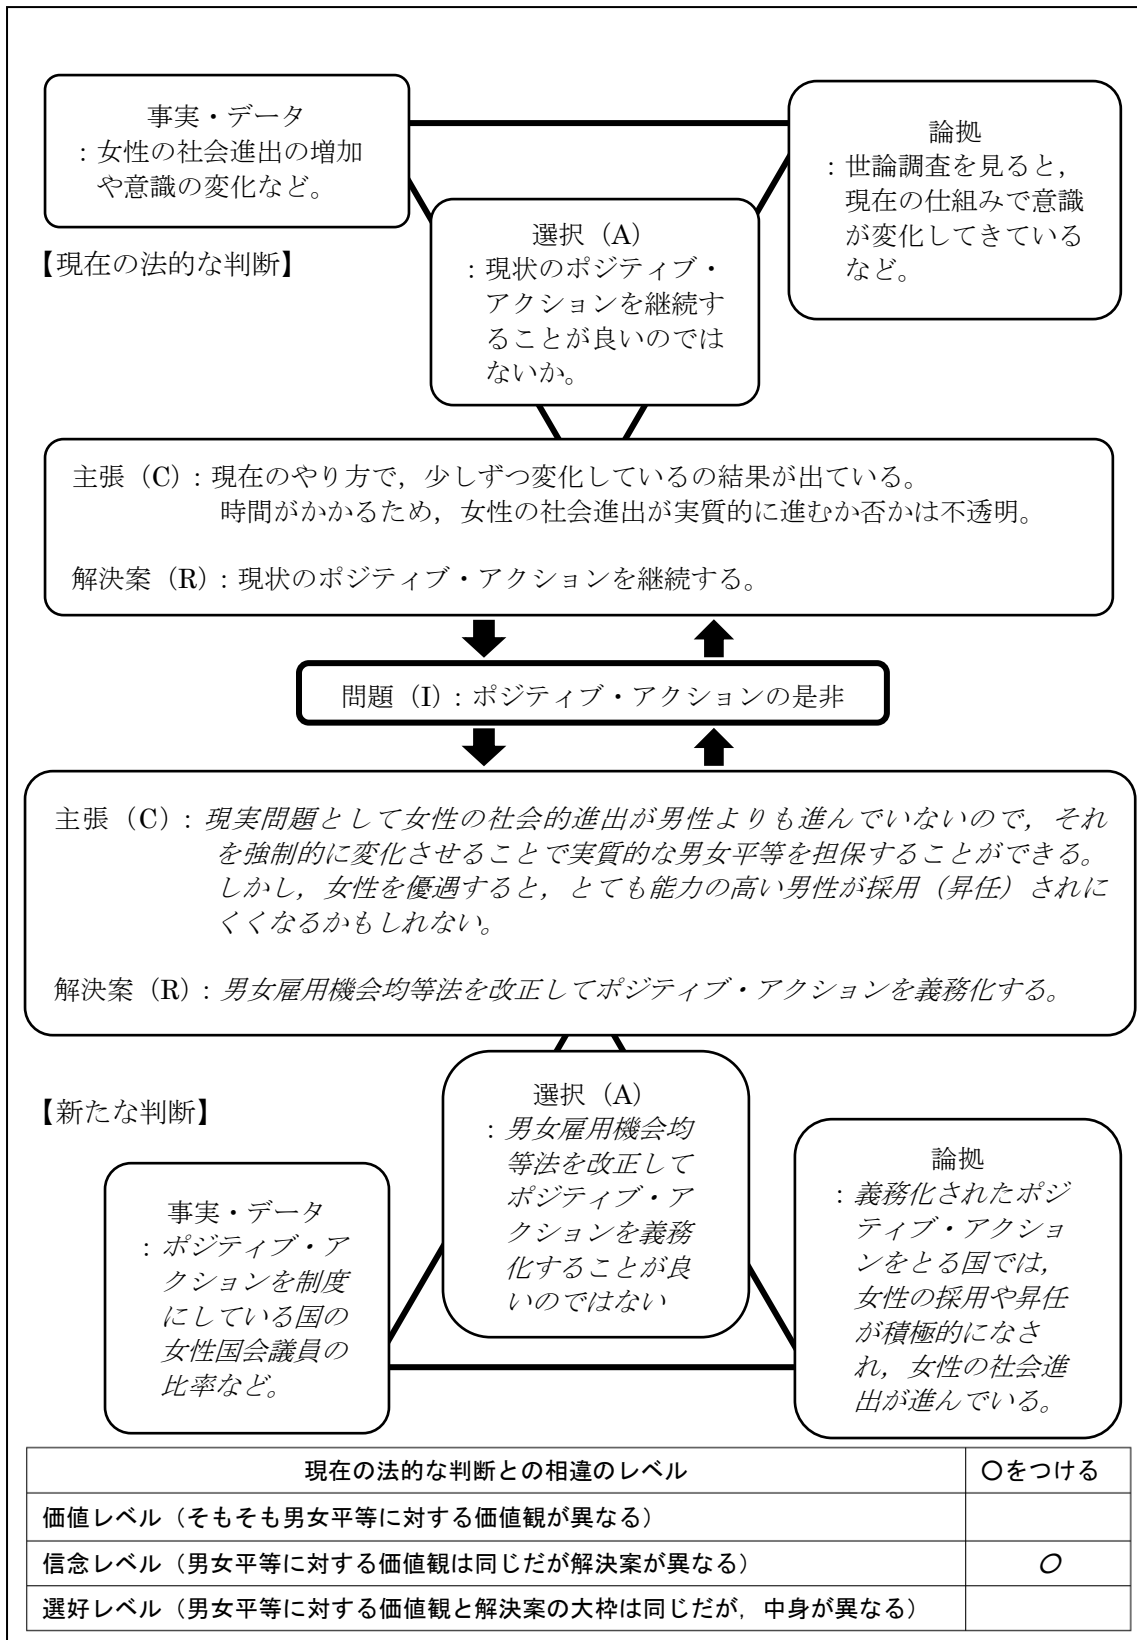 事実・データ
：女性の社会進出の増加
や意識の変化など。
論拠
：世論調査を見ると，
現在の仕組みで意識
が変化してきている
など。
【現在の法的な判断】
選択（A）
：現状のポジティブ・
アクションを継続す
ることが良いのでは
ないか。
主張（C）：現在のやり方で，少しずつ変化しているの結果が出ている。
時間がかかるため，女性の社会進出が実質的に進むか否かは不透明。
解決案（R）：現状のポジティブ・アクションを継続する。
問題（I）：ポジティブ・アクションの是非
主張（C）：現実問題として女性の社会的進出が男性よりも進んでいないので，それ
を強制的に変化させることで実質的な男女平等を担保することができる。
しかし，女性を優遇すると，とても能力の高い男性が採用（昇任）されに
くくなるかもしれない。
解決案（R）：男女雇用機会均等法を改正してポジティブ・アクションを義務化する。
【新たな判断】
選択（A）
：男女雇用機会均
等法を改正して
ポジティブ・ア
クションを義務
化することが良
いのではない
事実・データ
：ポジティブ・ア
クションを制度
にしている国の
女性国会議員の
比率など。
論拠
：義務化されたポジ
ティブ・アクショ
ンをとる国では，
女性の採用や昇任
が積極的になさ
れ，女性の社会進
出が進んでいる。
現在の法的な判断との相違のレベル 〇をつける
価値レベル（そもそも男女平等に対する価値観が異なる）
信念レベル（男女平等に対する価値観は同じだが解決案が異なる） 〇
選好レベル（男女平等に対する価値観と解決案の大枠は同じだが，中身が異なる）